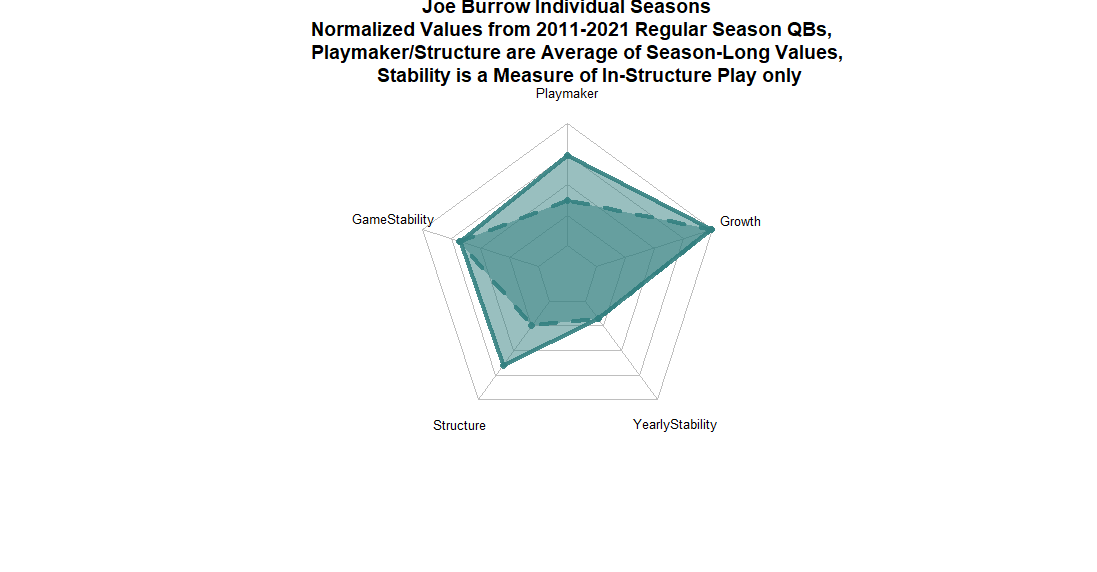 Joe Burrow Individual Seasons
Normalized Values from 2011-2021 Regular Season QBs,
Playmaker/Structure are Average of Season-Long Values,
Stability is a Measure of In-Structure Play only
Playmaker
GameStability
Growth
Structure
YearlyStability